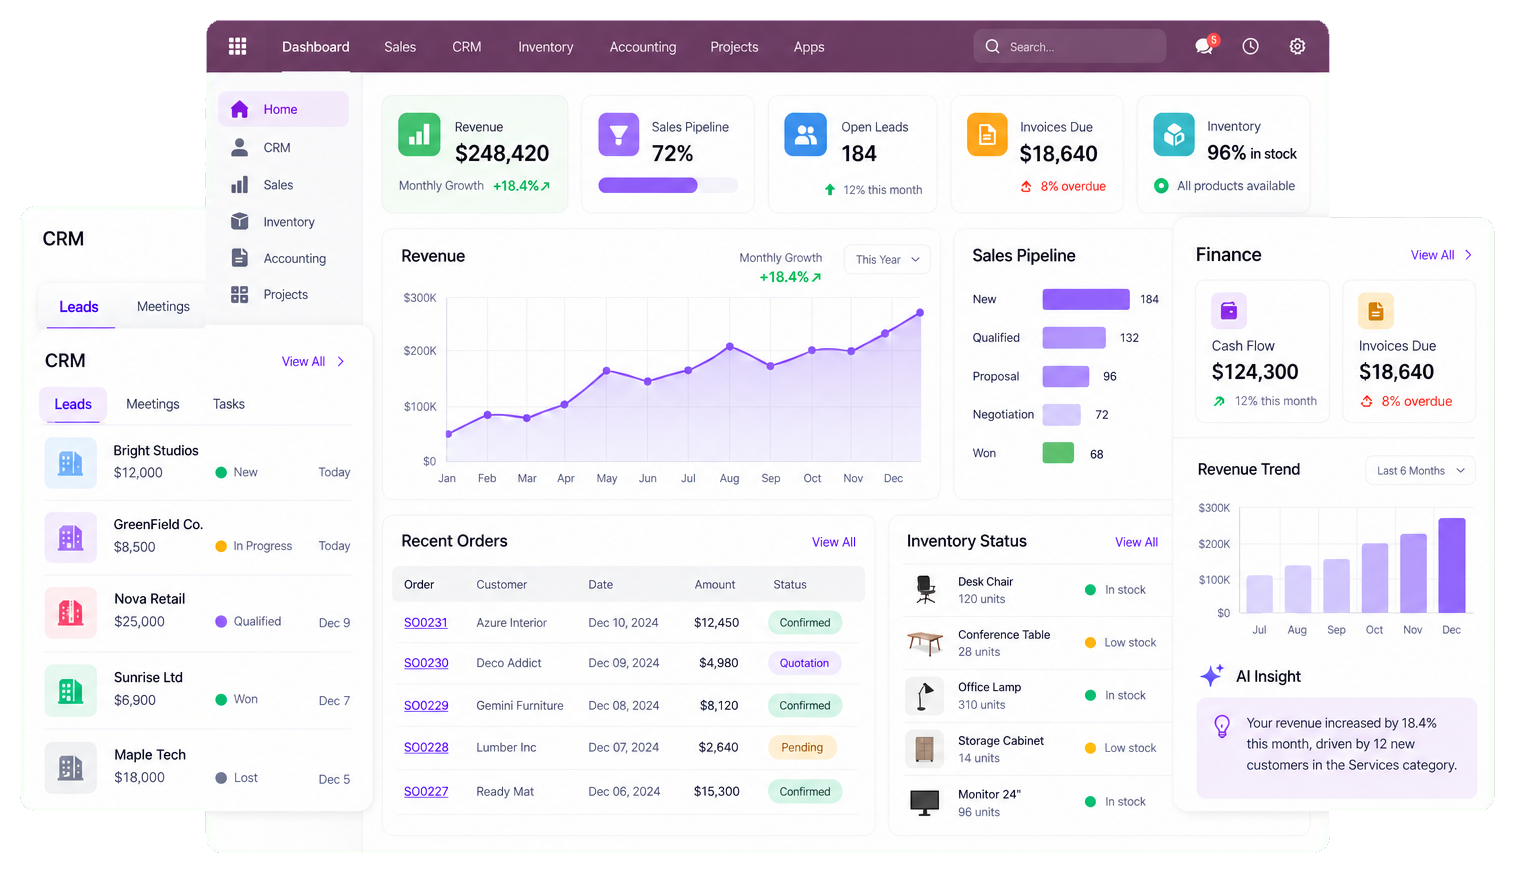 Dashboard
Sales
CRM
Inventory
Accounting
Projects
Apps
Search...
5
Home
CRM
Sales
Inventory
Accounting
Projects
Revenue
$248,420
Monthly Growth +18.4%
Sales Pipeline
72%
Open Leads
184
12% this month
Invoices Due
$18,640
8% overdue
Inventory
96% in stock
All products available
CRM
Leads
Meetings
CRM
View All
Leads
Meetings
Tasks
Bright Studios
$12,000
New
Today
GreenField Co.
$8,500
In Progress
Today
Nova Retail
$25,000
Qualified
Dec 9
Sunrise Ltd
$6,900
Won
Dec 7
Maple Tech
$18,000
Lost
Dec 5
Revenue
Monthly Growth
+18.4%
This Year
$300K
$200K
$100K
$0
Jan Feb Mar Apr May Jun Jul Aug Sep Oct Nov Dec
Sales Pipeline
New 184
Qualified 132
Proposal 96
Negotiation 72
Won 68
Recent Orders
View All
Order Customer Date Amount Status
SO0231 Azure Interior Dec 10, 2024 $12,450 Confirmed
SO0230 Deco Addict Dec 09, 2024 $4,980 Quotation
SO0229 Gemini Furniture Dec 08, 2024 $8,120 Confirmed
SO0228 Lumber Inc Dec 07, 2024 $2,640 Pending
SO0227 Ready Mat Dec 06, 2024 $15,300 Confirmed
Inventory Status
View All
Desk Chair
120 units
In stock
Conference Table
28 units
Low stock
Office Lamp
310 units
In stock
Storage Cabinet
14 units
Low stock
Monitor 24"
96 units
In stock
Finance
View All
Cash Flow
$124,300
12% this month
Invoices Due
$18,640
8% overdue
Revenue Trend
Last 6 Months
$300K
$200K
$100K
$0
Jul Aug Sep Oct Nov Dec
AI Insight
Your revenue increased by 18.4%
this month, driven by 12 new
customers in the Services category.